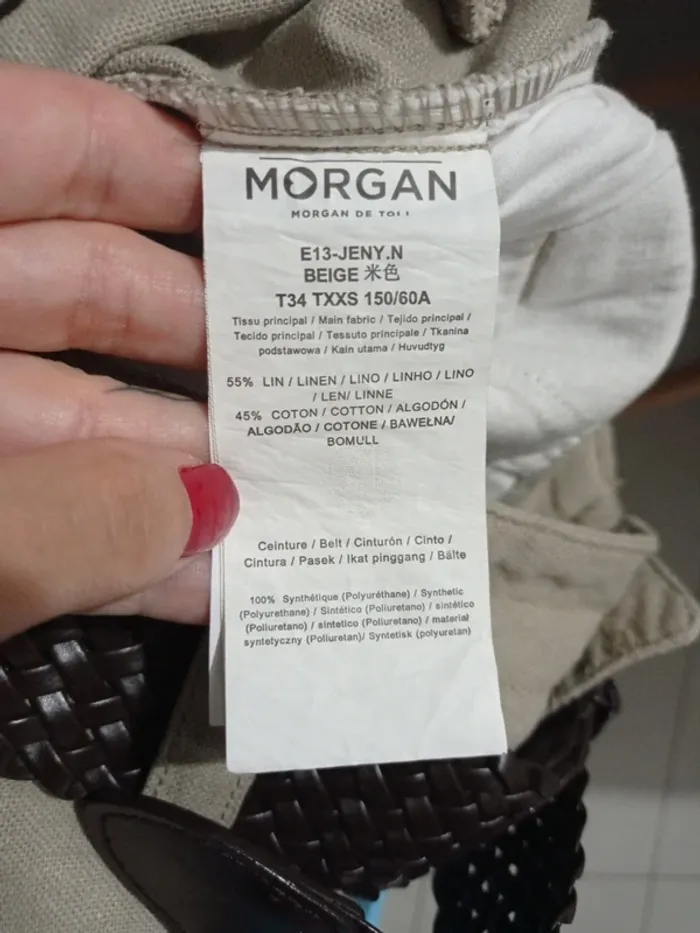 MORGAN
MORGAN DE TOI
E13-JENY.N
BEIGE 米色
T34 TXXS 150/60A
Tissu principal / Main fabric / Tejido principal /
Tecido principal / Tessuto principale / Tkanina
podstawowa / Kain utama / Huvudtyg
55% LIN / LINEN / LINO / LINHO / LINO
/ LEN/ LINNE
45% COTON / COTTON / ALGODÓN /
ALGODÃO / COTONE / BAWEŁNA/
BOMULL
Ceinture / Belt / Cinturón / Cinto /
Cintura / Pasek / Ikat pinggang / Bälte
100% Synthétique (Polyuréthane) / Synthetic
(Polyurethane) / Sintético (Poliuretano) / sintético
(Poliuretano) / sintetico (Poliuretano) / materiał
syntetyczny (Poliuretan)/ Syntetisk (polyuretan)